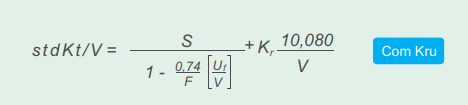 stdKt/V = S / (1 - 0,74/F [Uf/V]) + Kr 10,080/V
Com Kru